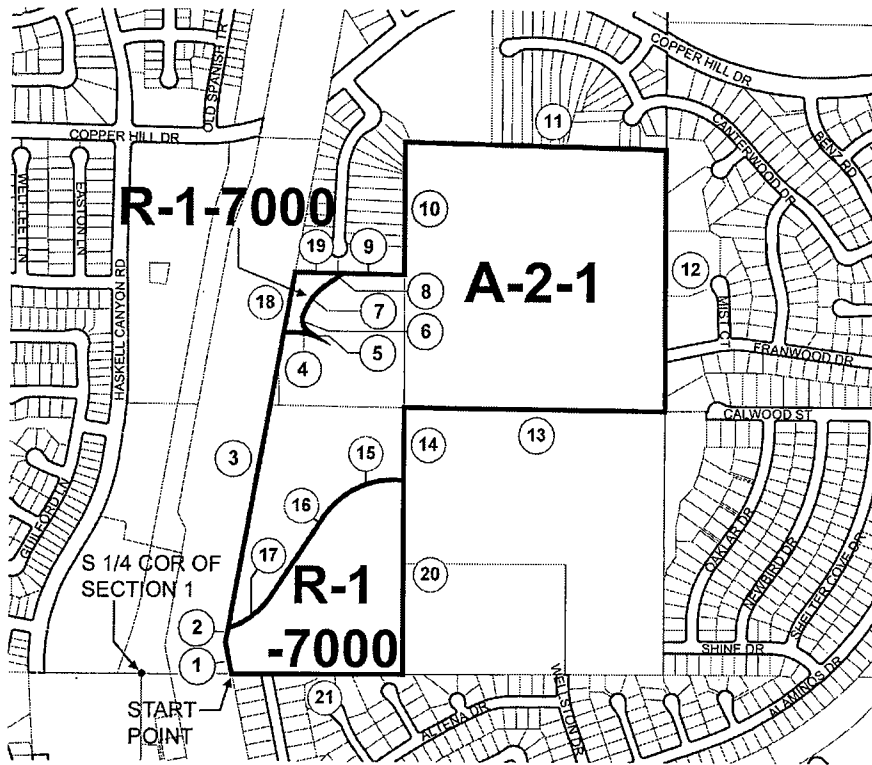 OLD SPANISH TR
COPPER HILL DR
COPPER HILL DR
BENZ RD
CANTERWOOD DR
WELLFLEET LN
EASTON LN
HASKELL CANYON RD
R-1-7000
11
10
19
9
A-2-1
12
18
8
7
6
5
4
MIST CT
FRANWOOD DR
CALWOOD ST
13
14
3
15
16
GUILFORD LN
OAKLAR DR
NEWBIRD DR
SHELTER COVE DR
S 1/4 COR OF
SECTION 1
17
R-1
-7000
20
2
1
SHINE DR
START
POINT
21
ALTENA DR
WELLSTON DR
ALAMINOS DR